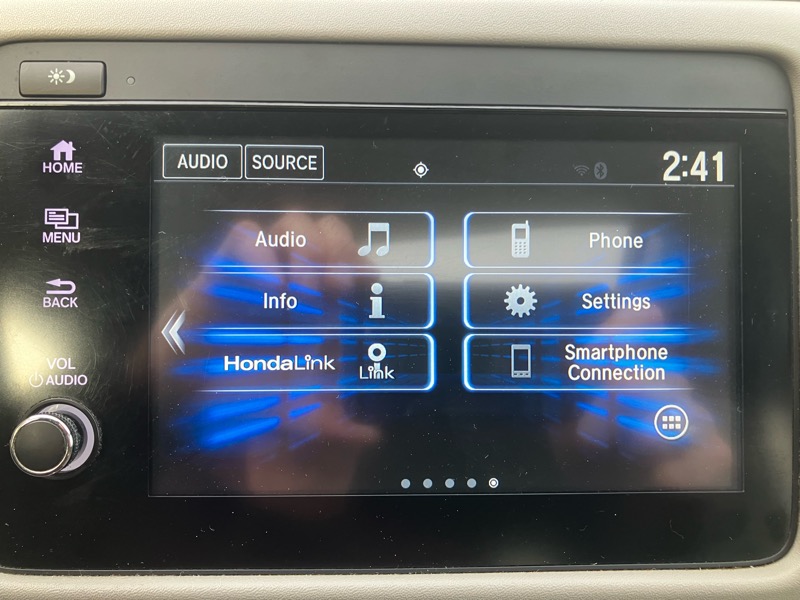 HOME
MENU
BACK
VOL
AUDIO
AUDIO SOURCE 2:41
Audio
Phone
Info
Settings
HondaLink
Link
Smartphone
Connection